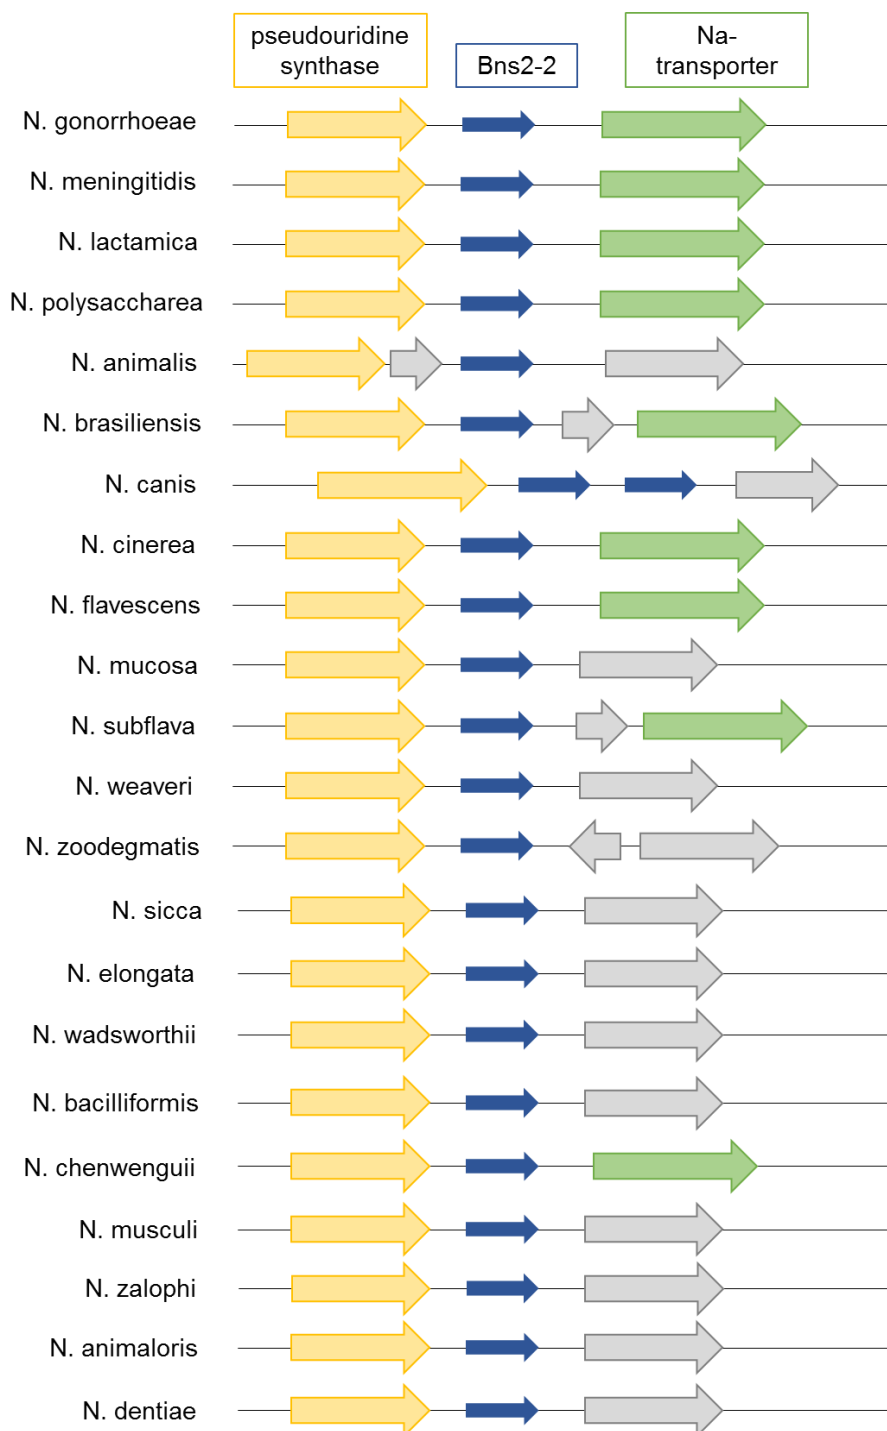 pseudouridine
synthase
Bns2-2
Na-
transporter
N. gonorrhoeae
N. meningitidis
N. lactamica
N. polysaccharea
N. animalis
N. brasiliensis
N. canis
N. cinerea
N. flavescens
N. mucosa
N. subflava
N. weaveri
N. zoodegmatis
N. sicca
N. elongata
N. wadsworthii
N. bacilliformis
N. chenwenguii
N. musculi
N. zalophi
N. animaloris
N. dentiae